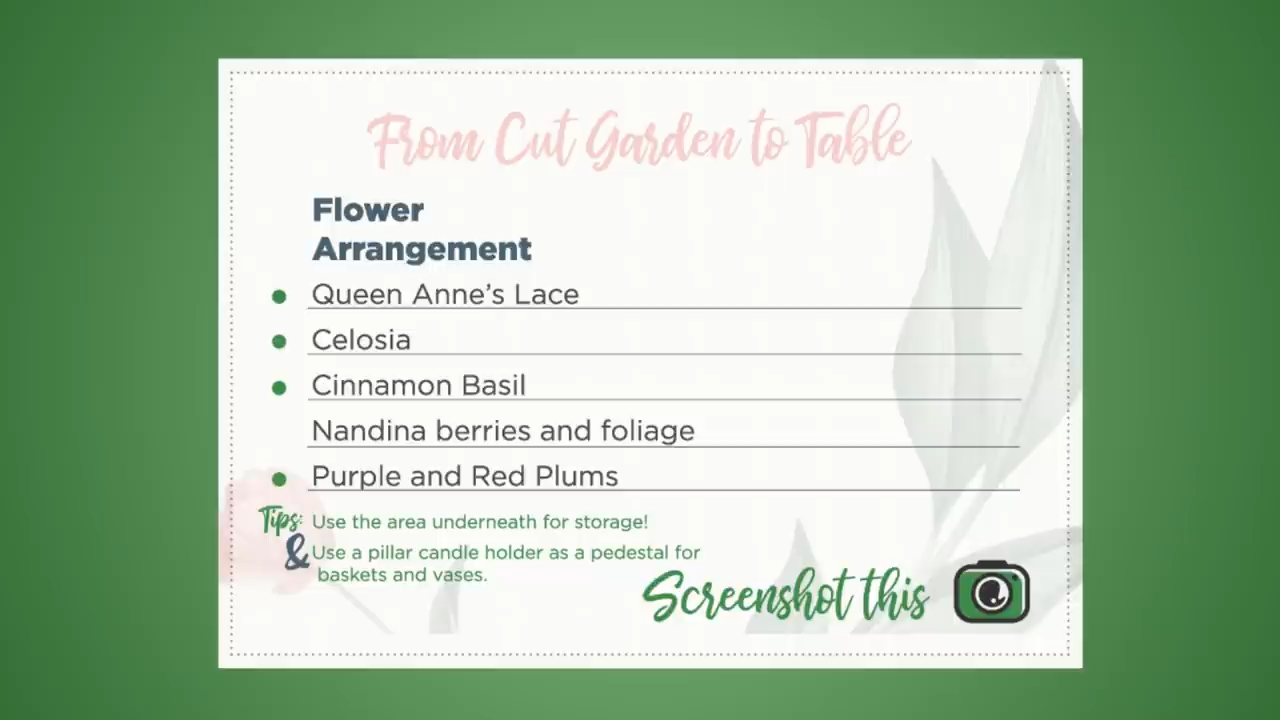 From Cut Garden to Table
Flower
Arrangement
Queen Anne’s Lace
Celosia
Cinnamon Basil
Nandina berries and foliage
Purple and Red Plums
Tips: Use the area underneath for storage!
& Use a pillar candle holder as a pedestal for
baskets and vases.
Screenshot this